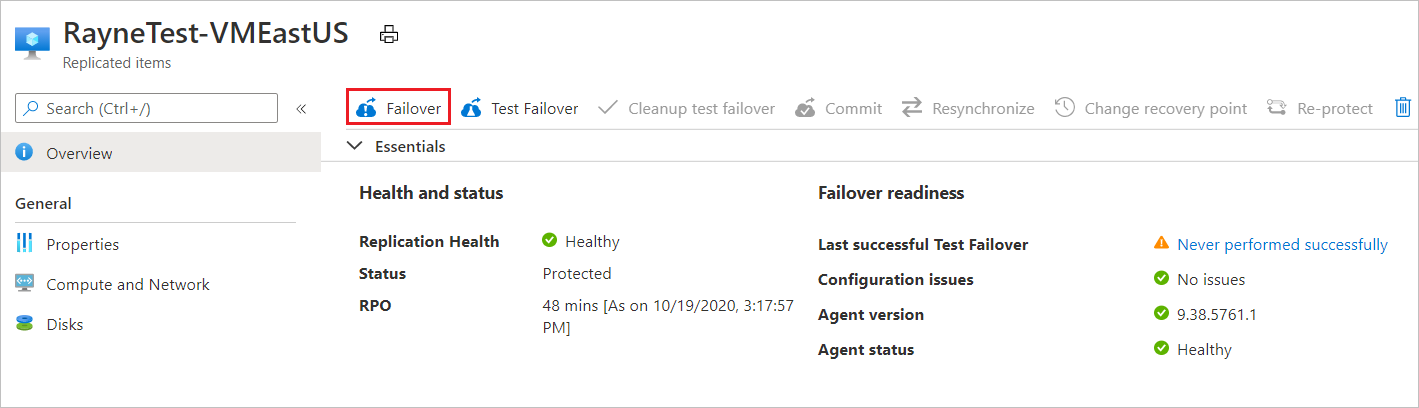 RayneTest-VMEastUS
Replicated items
Search (Ctrl+/)
«
Failover Test Failover Cleanup test failover Commit Resynchronize Change recovery point Re-protect
Overview
General
Properties
Compute and Network
Disks
Essentials
Health and status
Replication Health Healthy
Status Protected
RPO 48 mins [As on 10/19/2020, 3:17:57
PM]
Failover readiness
Last successful Test Failover Never performed successfully
Configuration issues No issues
Agent version 9.38.5761.1
Agent status Healthy